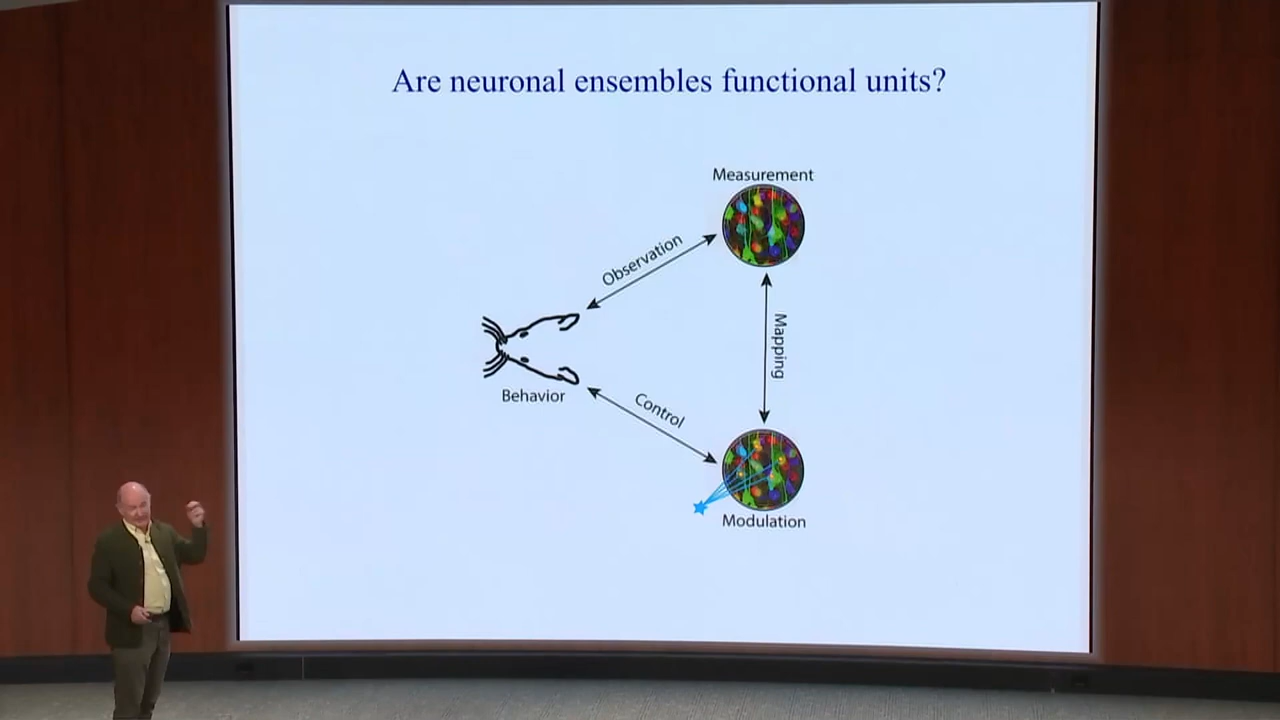 Are neuronal ensembles functional units?
Measurement
Observation
Mapping
Behavior
Control
Modulation